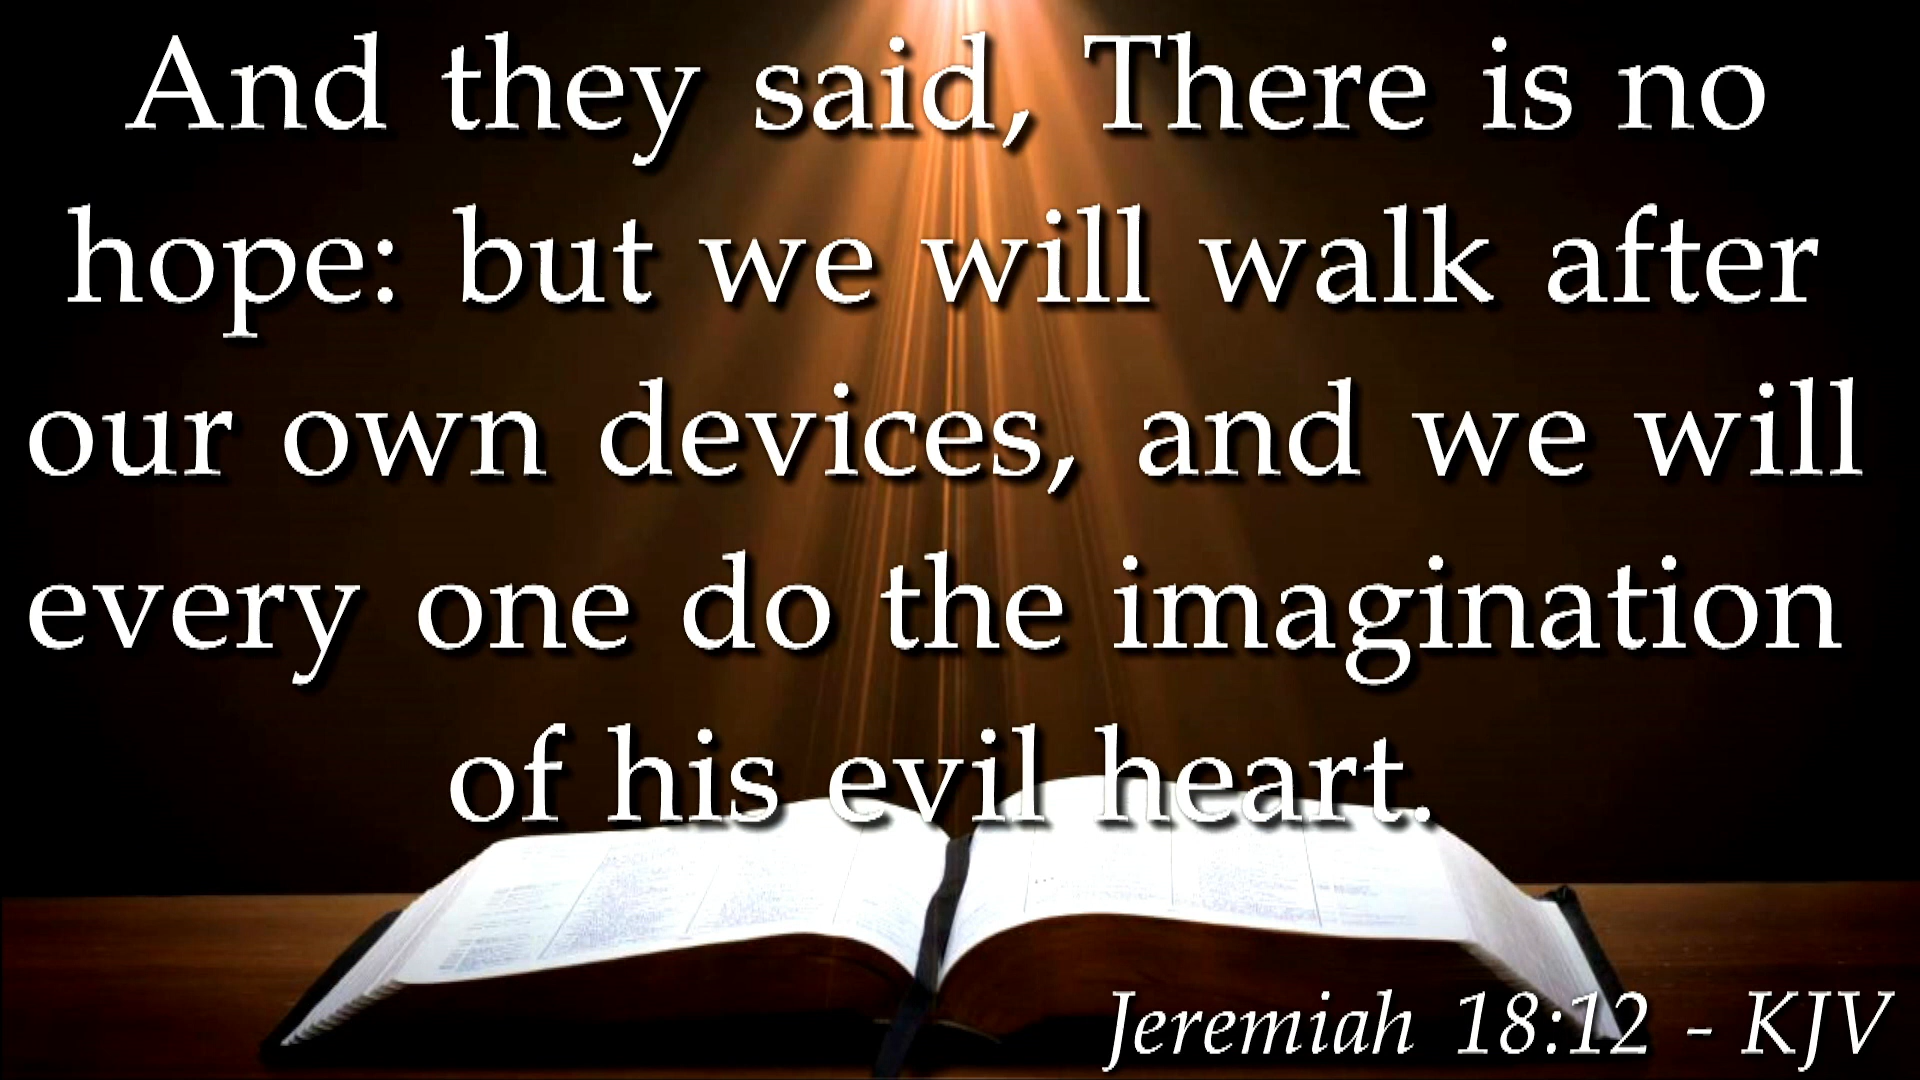 And they said, There is no
hope: but we will walk after
our own devices, and we will
every one do the imagination
of his evil heart.
Jeremiah 18:12 - KJV